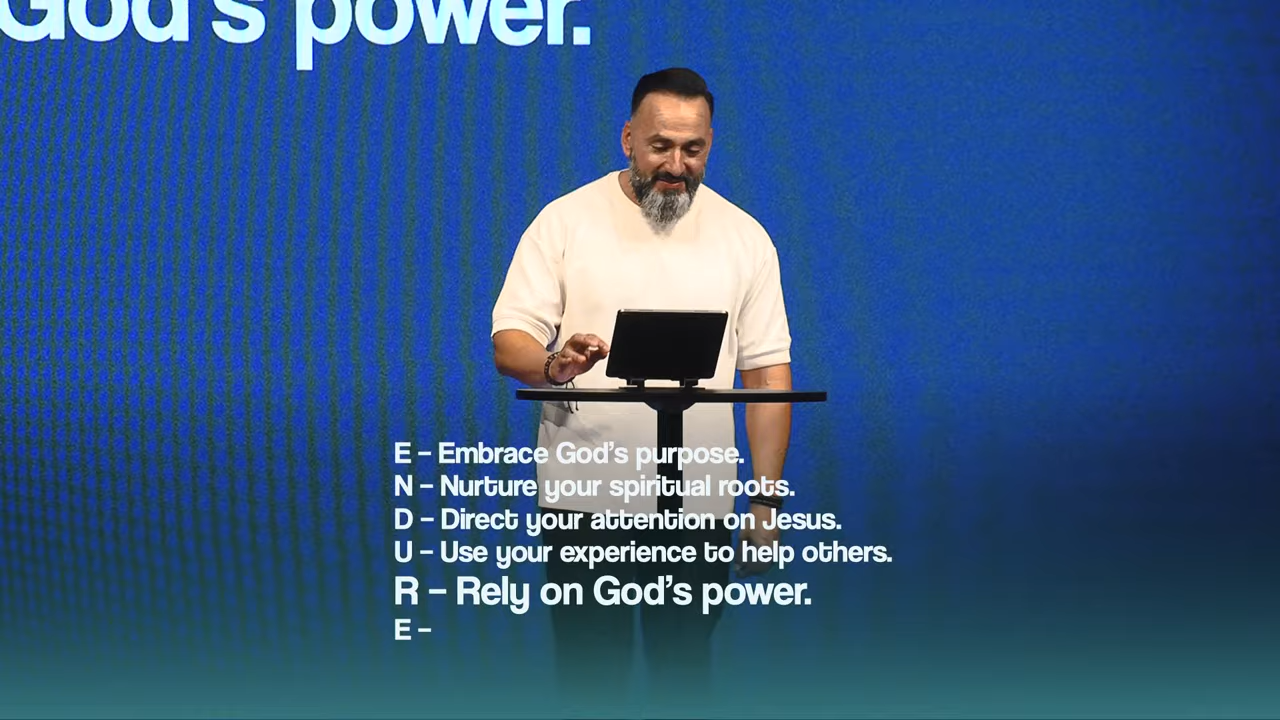 God's power.
E – Embrace God's purpose.
N – Nurture your spiritual roots.
D – Direct your attention on Jesus.
U – Use your experience to help others.
R – Rely on God's power.
E –